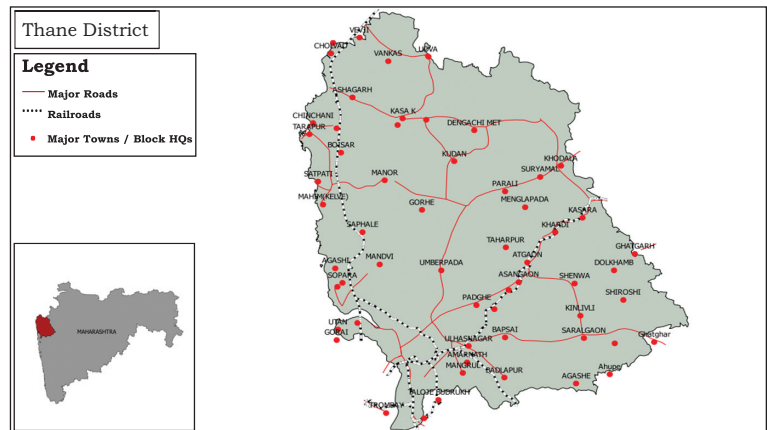 Thane District
Legend
Major Roads
Railroads
Major Towns / Block HQs
MAHARASHTRA
VEVJI
CHOLVAD
VANKAS
UDVA
ASHAGARH
KASA K
CHINCHANI
DENGACHI MET
TARAPUR
BOISAR
KUDAN
KHODALA
SATPATI
MANOR
SURYAMAL
PARALI
MAHIM(KELVE)
GORHE
MENGLAPADA
KASARA
SAPHALE
KHARDI
TAHARPUR
GHATGARH
AGASHI
MANDVI
UMBERPADA
ATGAON
DOLKHAMB
SOPARA
ASANGAON
SHENWA
PADGHE
SHIROSHI
KINLIVLI
UTAN
GORAI
ULHASNAGAR
BAPSAI
SARALGAON
Ghatghar
AMARNATH
MANGRUL
BADLAPUR
AGASHE
Ahupe
TROMBAY
TALOJE BUDRUKH